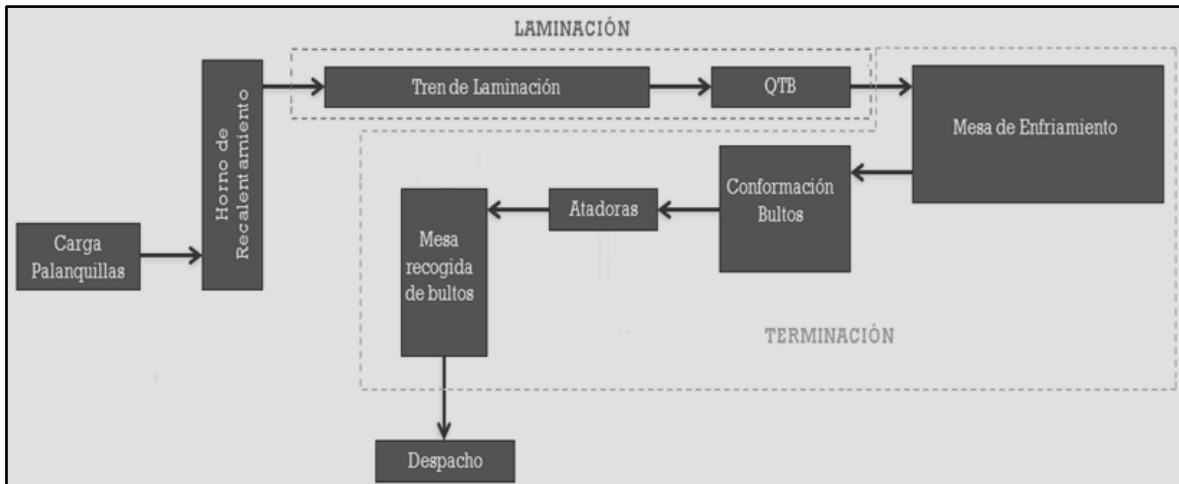 LAMINACIÓN
Tren de Laminación
QTB
Mesa de Enfriamiento
Horno de
Recalentamiento
Conformación
Bultos
Atadoras
Mesa
recogida
de bultos
Carga
Palanquillas
TERMINACIÓN
Despacho